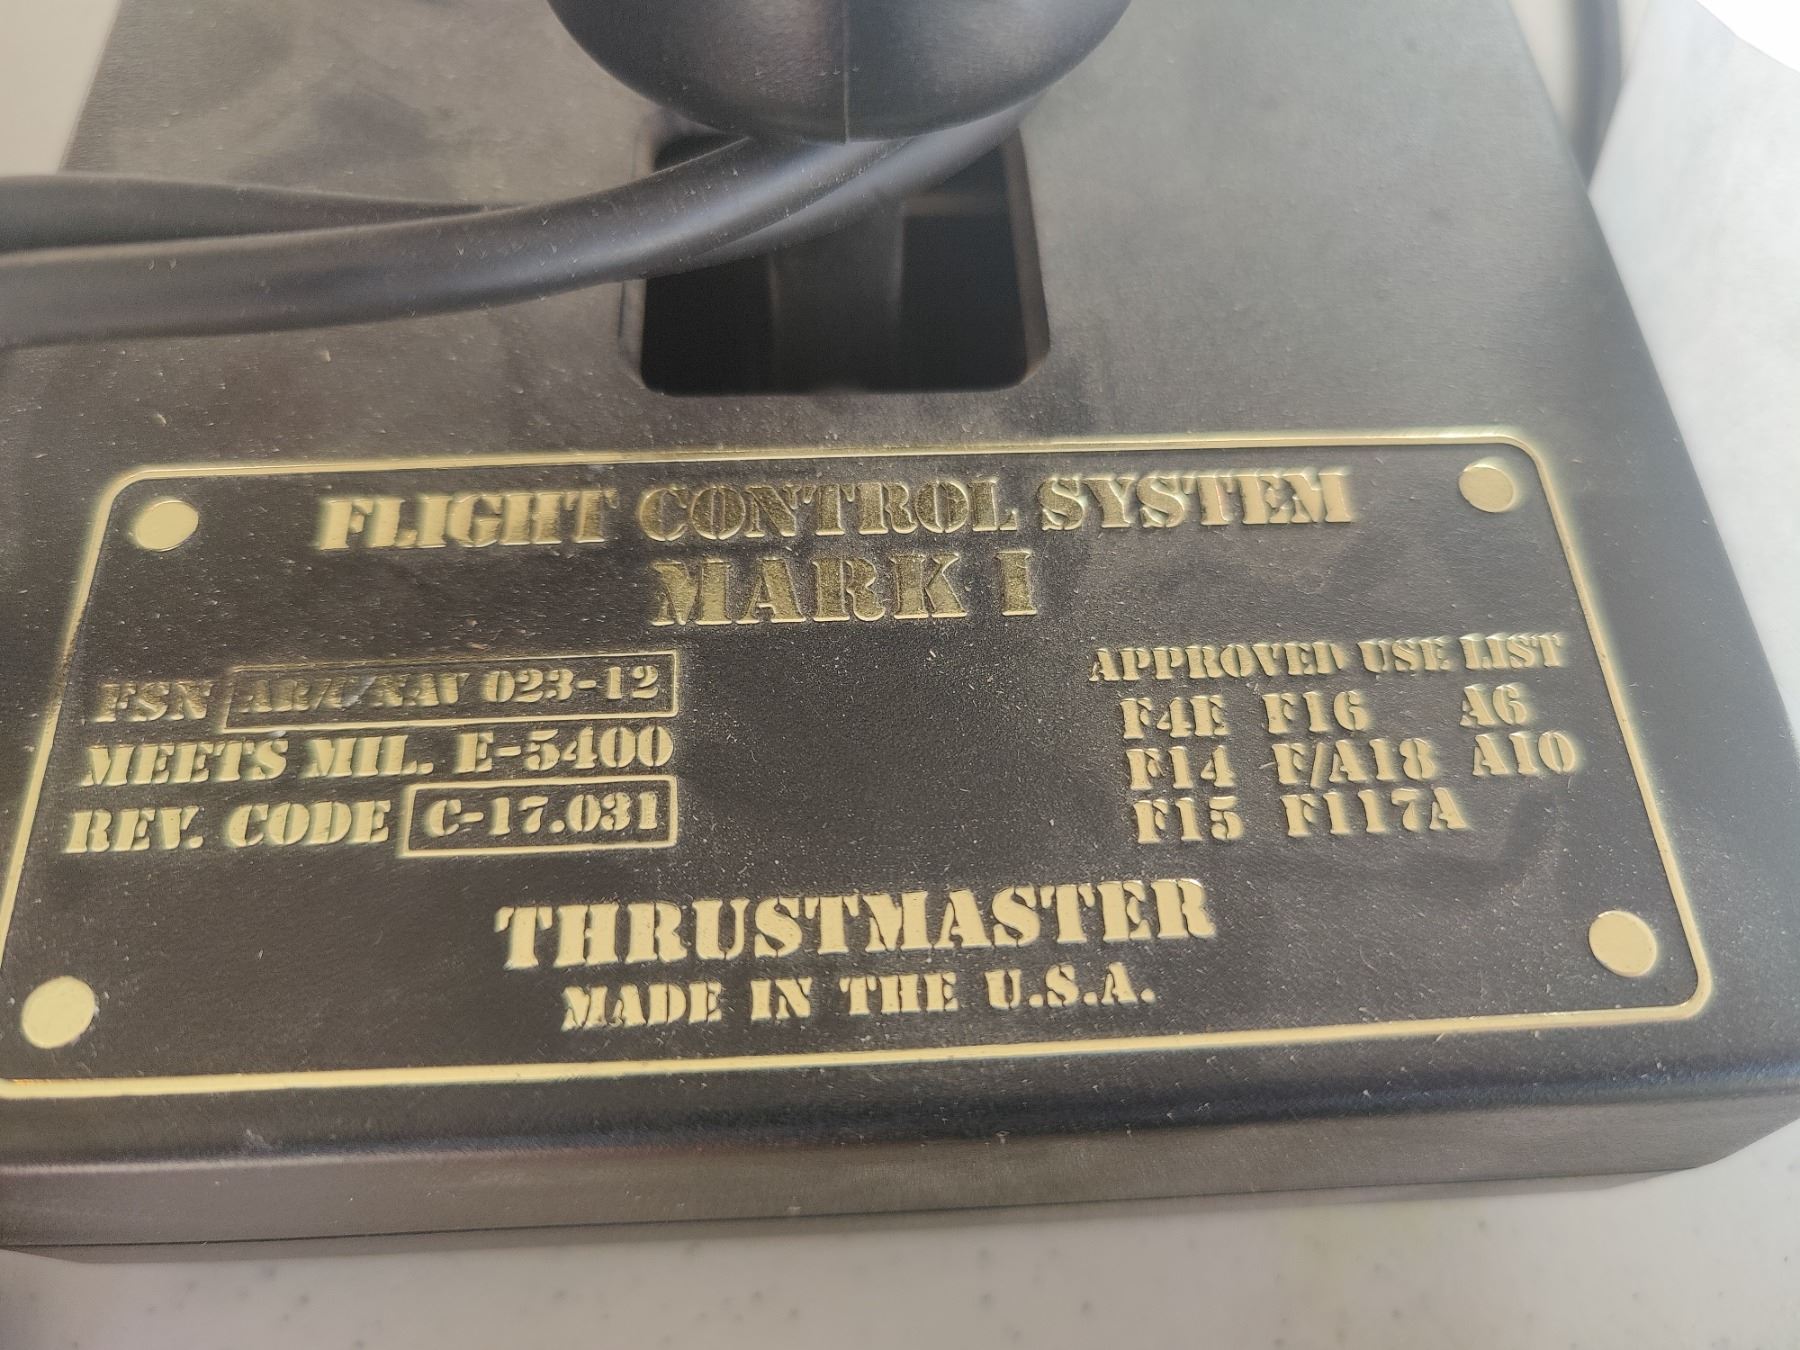 FLIGHT CONTROL SYSTEM
MARK I
FSN AR/C NAV 023-12
MEETS MIL. E-5400
REV. CODE C-17.031
APPROVED USE LIST
F4E F16 A6
F14 F/A18 A10
F15 F117A
THRUSTMASTER
MADE IN THE U.S.A.